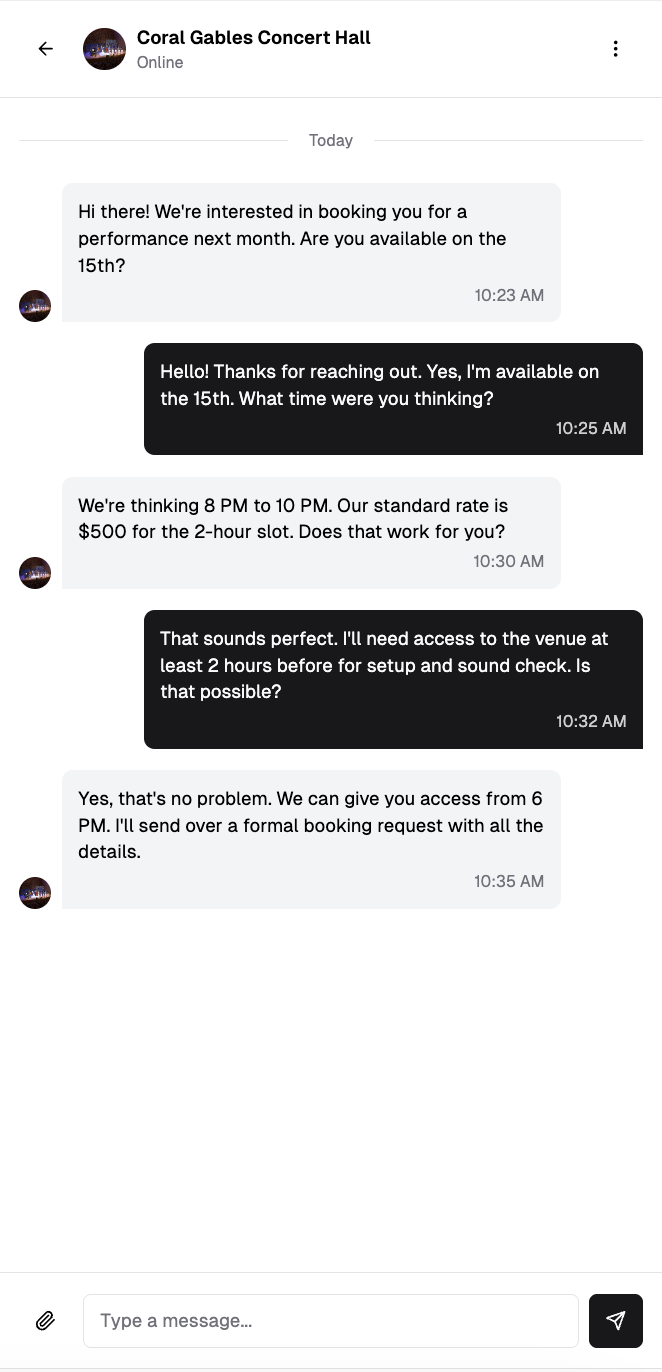 Coral Gables Concert Hall
Online
Today
Hi there! We're interested in booking you for a
performance next month. Are you available on the
15th?
10:23 AM
Hello! Thanks for reaching out. Yes, I'm available on
the 15th. What time were you thinking?
10:25 AM
We're thinking 8 PM to 10 PM. Our standard rate is
$500 for the 2-hour slot. Does that work for you?
10:30 AM
That sounds perfect. I'll need access to the venue at
least 2 hours before for setup and sound check. Is
that possible?
10:32 AM
Yes, that's no problem. We can give you access from 6
PM. I'll send over a formal booking request with all the
details.
10:35 AM
Type a message...